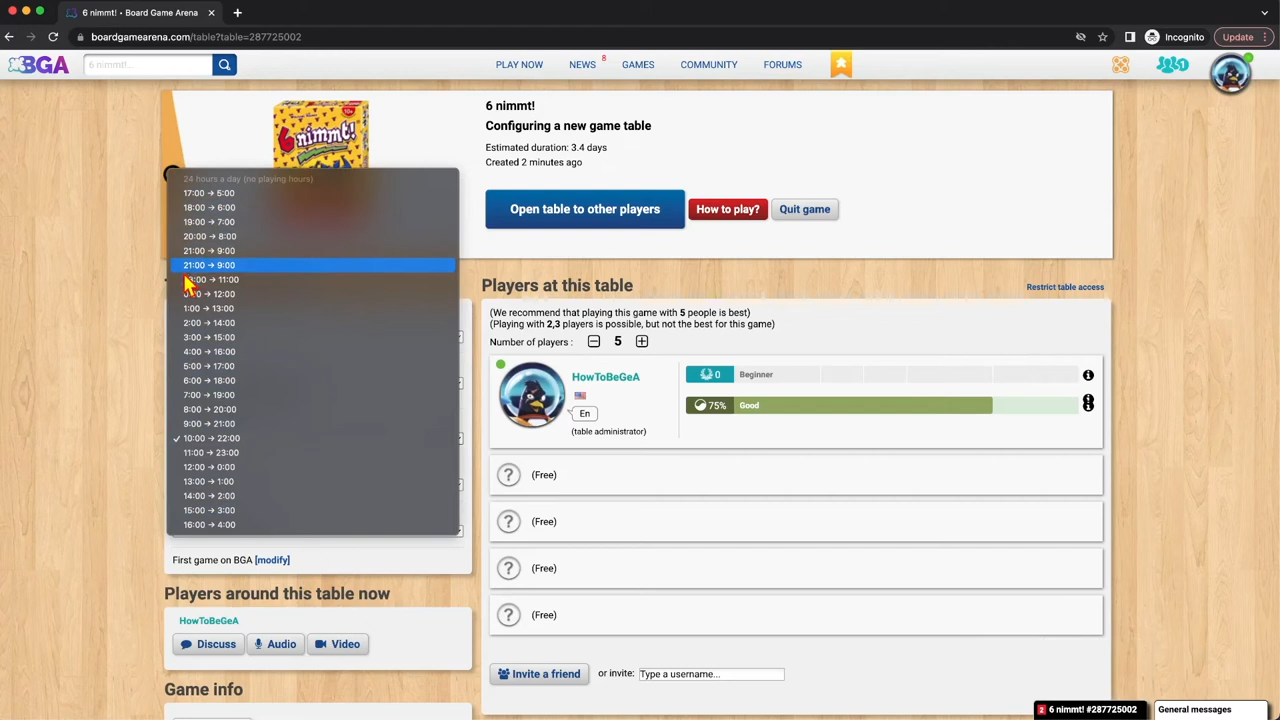 6 nimmt! • Board Game Arena
boardgamearena.com/table?table=287725002
Incognito
Update
BGA
6 nimmt!...
PLAY NOW
NEWS
8
GAMES
COMMUNITY
FORUMS
1
6 nimmt!
6 nimmt!
Configuring a new game table
Estimated duration: 3.4 days
Created 2 minutes ago
Open table to other players
How to play?
Quit game
24 hours a day (no playing hours)
17:00 → 5:00
18:00 → 6:00
19:00 → 7:00
20:00 → 8:00
21:00 → 9:00
21:00 → 9:00
:00 → 11:00
→ 12:00
1:00 → 13:00
2:00 → 14:00
3:00 → 15:00
4:00 → 16:00
5:00 → 17:00
6:00 → 18:00
7:00 → 19:00
8:00 → 20:00
9:00 → 21:00
✓ 10:00 → 22:00
11:00 → 23:00
12:00 → 0:00
13:00 → 1:00
14:00 → 2:00
15:00 → 3:00
16:00 → 4:00
First game on BGA [modify]
Players around this table now
HowToBeGeA
Discuss
Audio
Video
Game info
Players at this table
Restrict table access
(We recommend that playing this game with 5 people is best)
(Playing with 2,3 players is possible, but not the best for this game)
Number of players : 5
HowToBeGeA
En
(table administrator)
0 Beginner
75% Good
? (Free)
? (Free)
? (Free)
? (Free)
Invite a friend
or invite: Type a username...
2 6 nimmt! #287725002
General messages